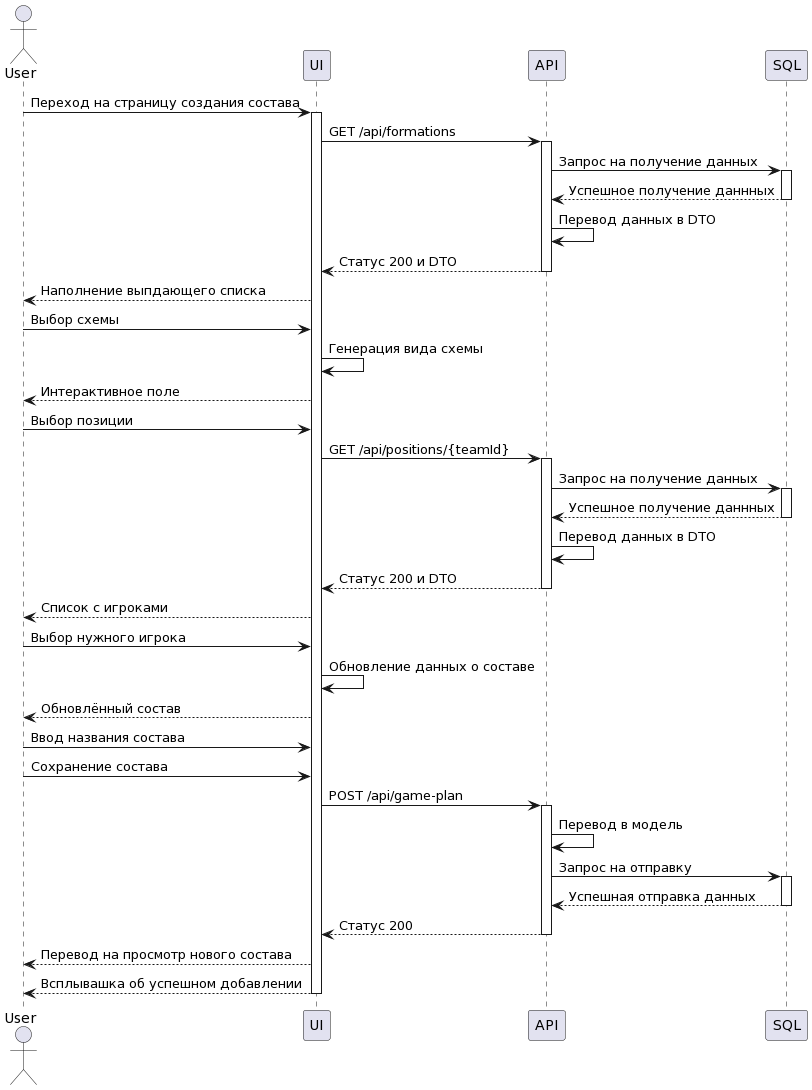 User
UI
API
SQL
Переход на страницу создания состава
GET /api/formations
Запрос на получение данных
Успешное получение даннных
Перевод данных в DTO
Статус 200 и DTO
Наполнение выпдающего списка
Выбор схемы
Генерация вида схемы
Интерактивное поле
Выбор позиции
GET /api/positions/{teamId}
Запрос на получение данных
Успешное получение даннных
Перевод данных в DTO
Статус 200 и DTO
Список с игроками
Выбор нужного игрока
Обновление данных о составе
Обновлённый состав
Ввод названия состава
Сохранение состава
POST /api/game-plan
Перевод в модель
Запрос на отправку
Успешная отправка данных
Статус 200
Перевод на просмотр нового состава
Всплывашка об успешном добавлении
User
UI
API
SQL